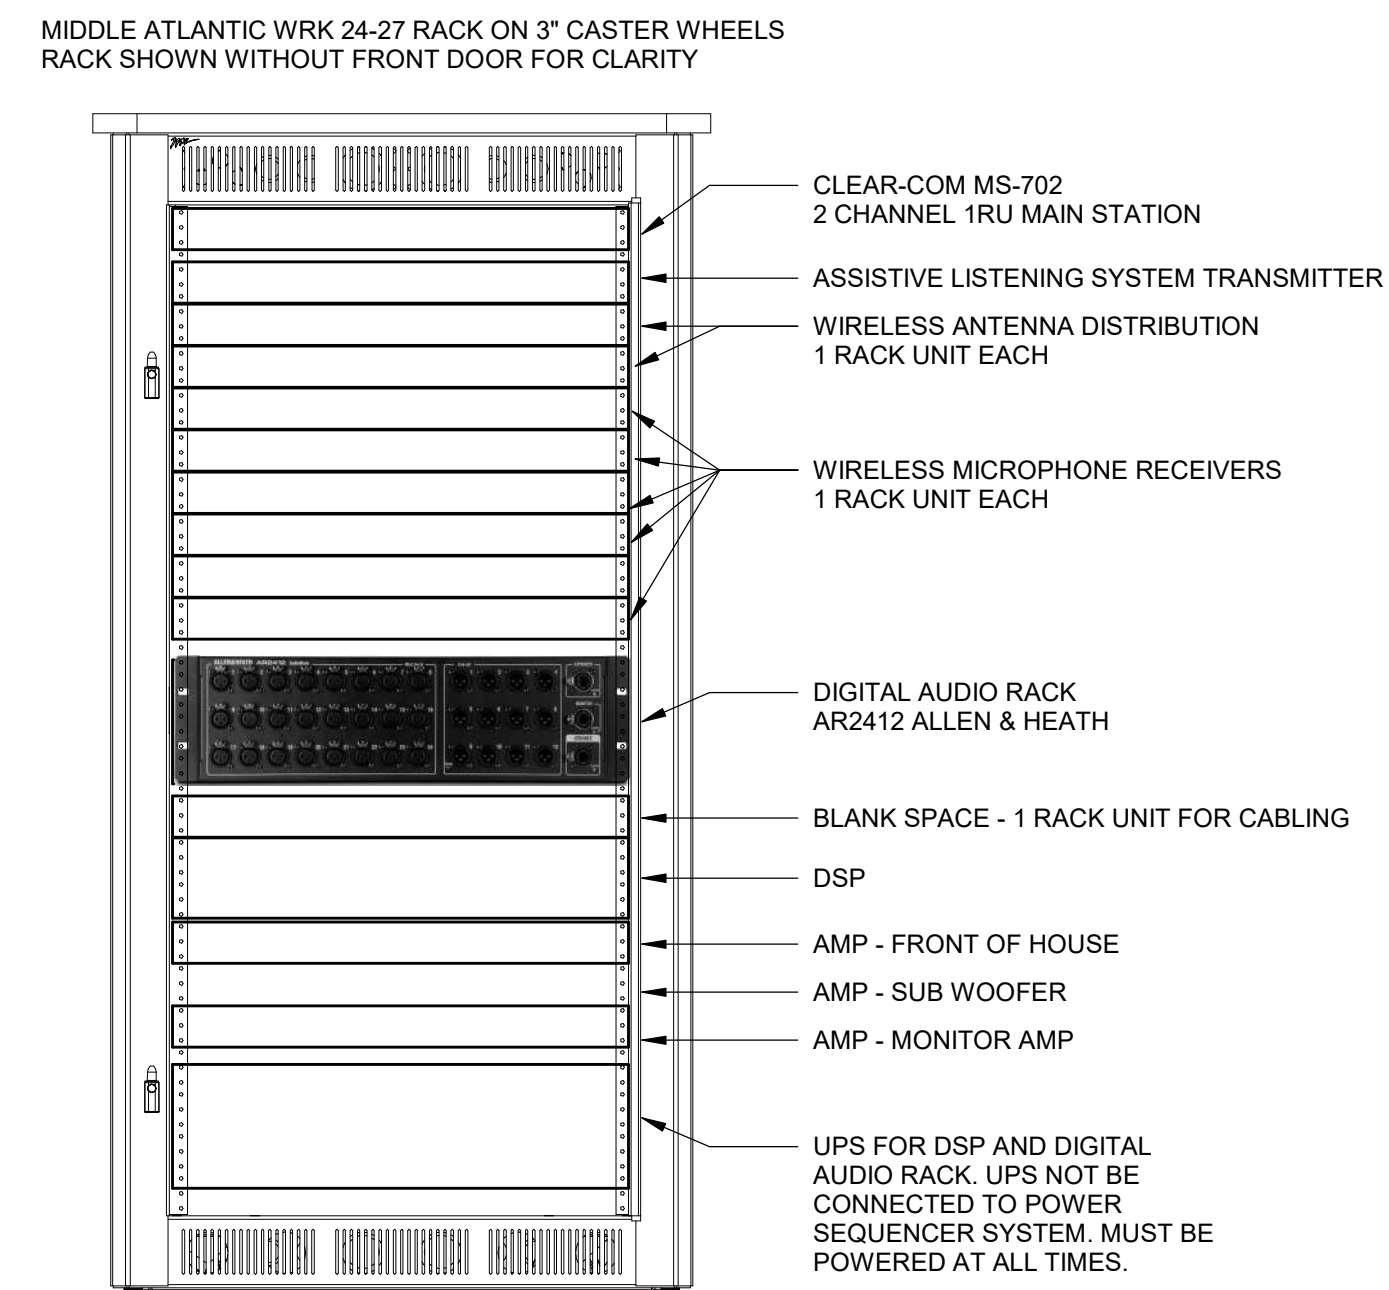 MIDDLE ATLANTIC WRK 24-27 RACK ON 3" CASTER WHEELS
RACK SHOWN WITHOUT FRONT DOOR FOR CLARITY
CLEAR-COM MS-702
2 CHANNEL 1RU MAIN STATION
ASSISTIVE LISTENING SYSTEM TRANSMITTER
WIRELESS ANTENNA DISTRIBUTION
1 RACK UNIT EACH
WIRELESS MICROPHONE RECEIVERS
1 RACK UNIT EACH
ALLEN&HEATH AR2412
DIGITAL AUDIO RACK
AR2412 ALLEN & HEATH
BLANK SPACE - 1 RACK UNIT FOR CABLING
DSP
AMP - FRONT OF HOUSE
AMP - SUB WOOFER
AMP - MONITOR AMP
UPS FOR DSP AND DIGITAL
AUDIO RACK. UPS NOT BE
CONNECTED TO POWER
SEQUENCER SYSTEM. MUST BE
POWERED AT ALL TIMES.